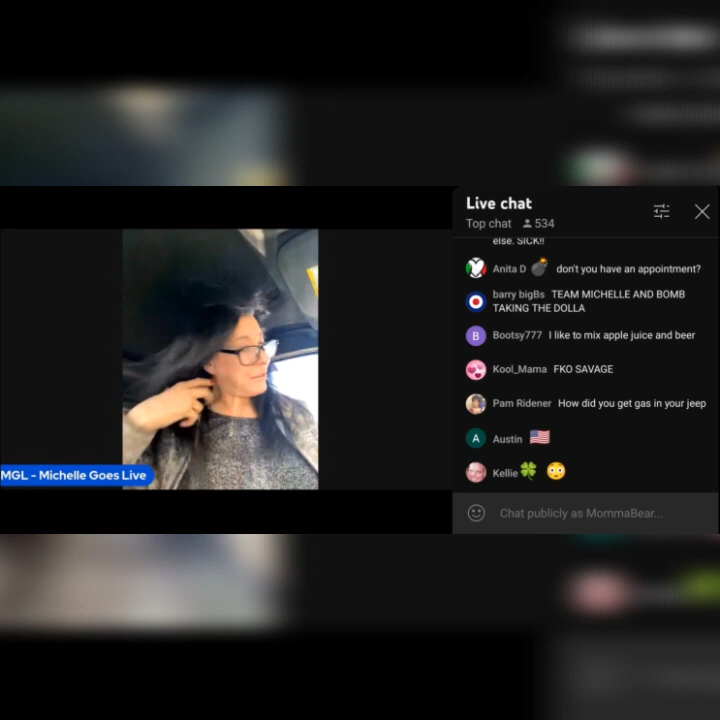 Live chat
Top chat 534
else. SICK!!
Anita D 💣 don't you have an appointment?
barry bigBs TEAM MICHELLE AND BOMB
TAKING THE DOLLA
B Bootsy777 I like to mix apple juice and beer
Kool_Mama FKO SAVAGE
Pam Ridener How did you get gas in your jeep
A Austin 🇺🇸
Kellie🍀 😳
MGL - Michelle Goes Live
Chat publicly as MommaBear...